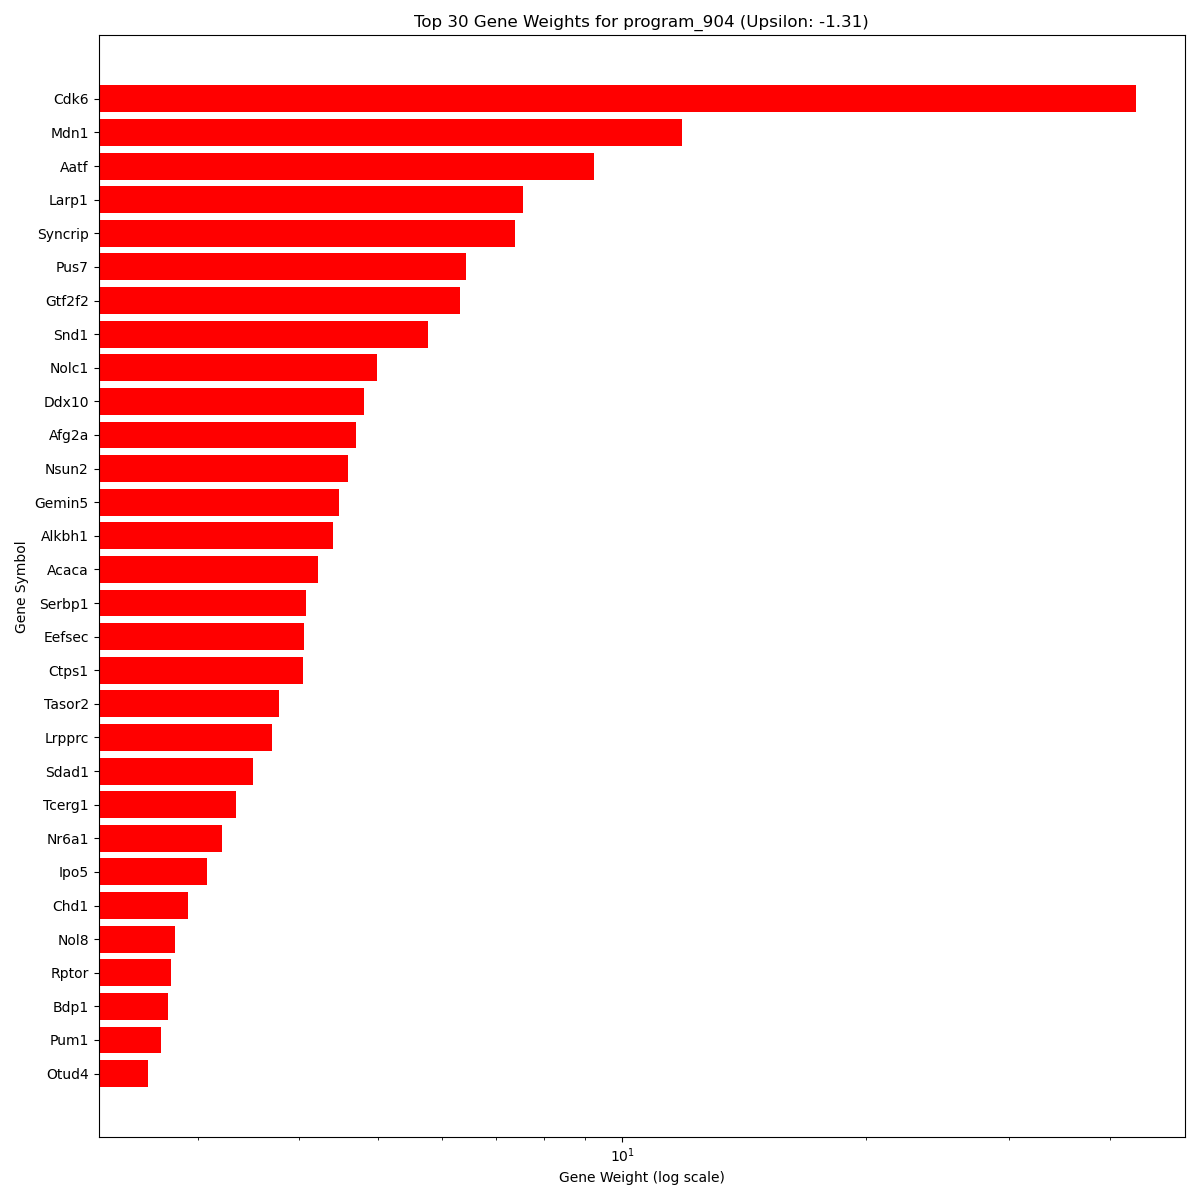 Top 30 Gene Weights for program_904 (Upsilon: -1.31)
Gene Symbol
Cdk6
Mdn1
Aatf
Larp1
Syncrip
Pus7
Gtf2f2
Snd1
Nolc1
Ddx10
Afg2a
Nsun2
Gemin5
Alkbh1
Acaca
Serbp1
Eefsec
Ctps1
Tasor2
Lrpprc
Sdad1
Tcerg1
Nr6a1
Ipo5
Chd1
Nol8
Rptor
Bdp1
Pum1
Otud4
10¹
Gene Weight (log scale)